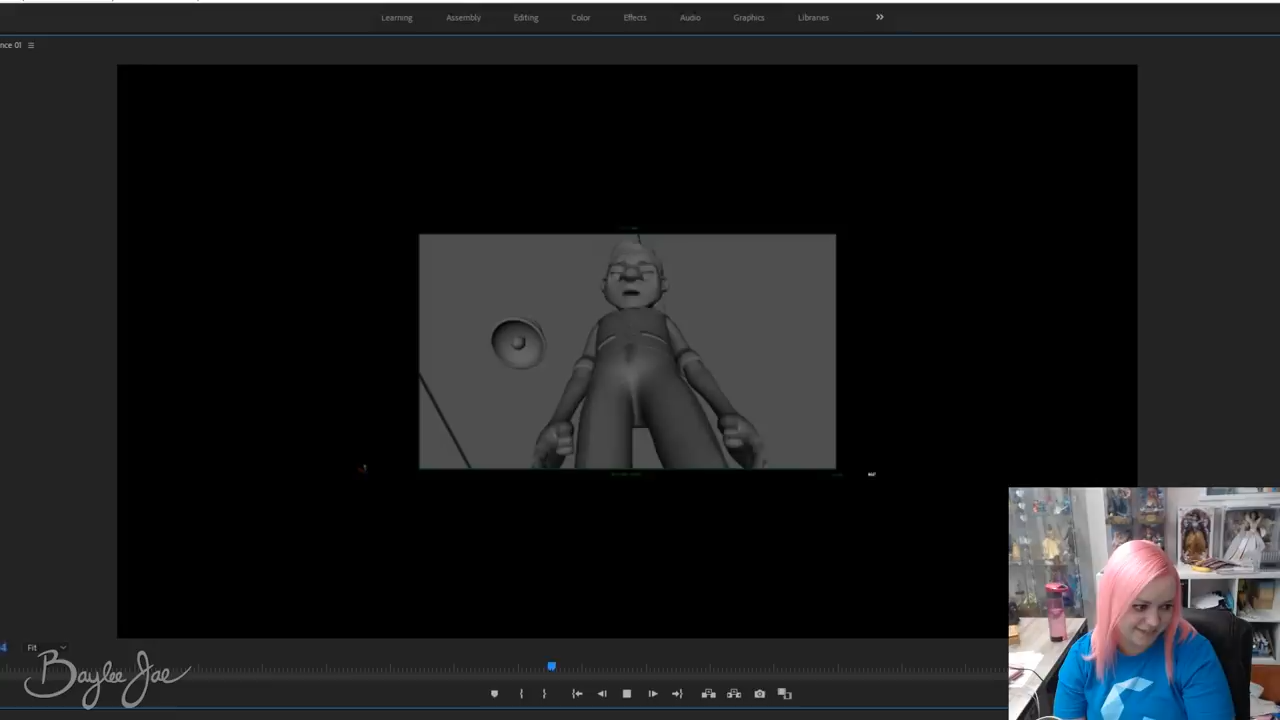 Learning Assembly Editing Color Effects Audio Graphics Libraries
nce 01
Fit
Baylee Jae